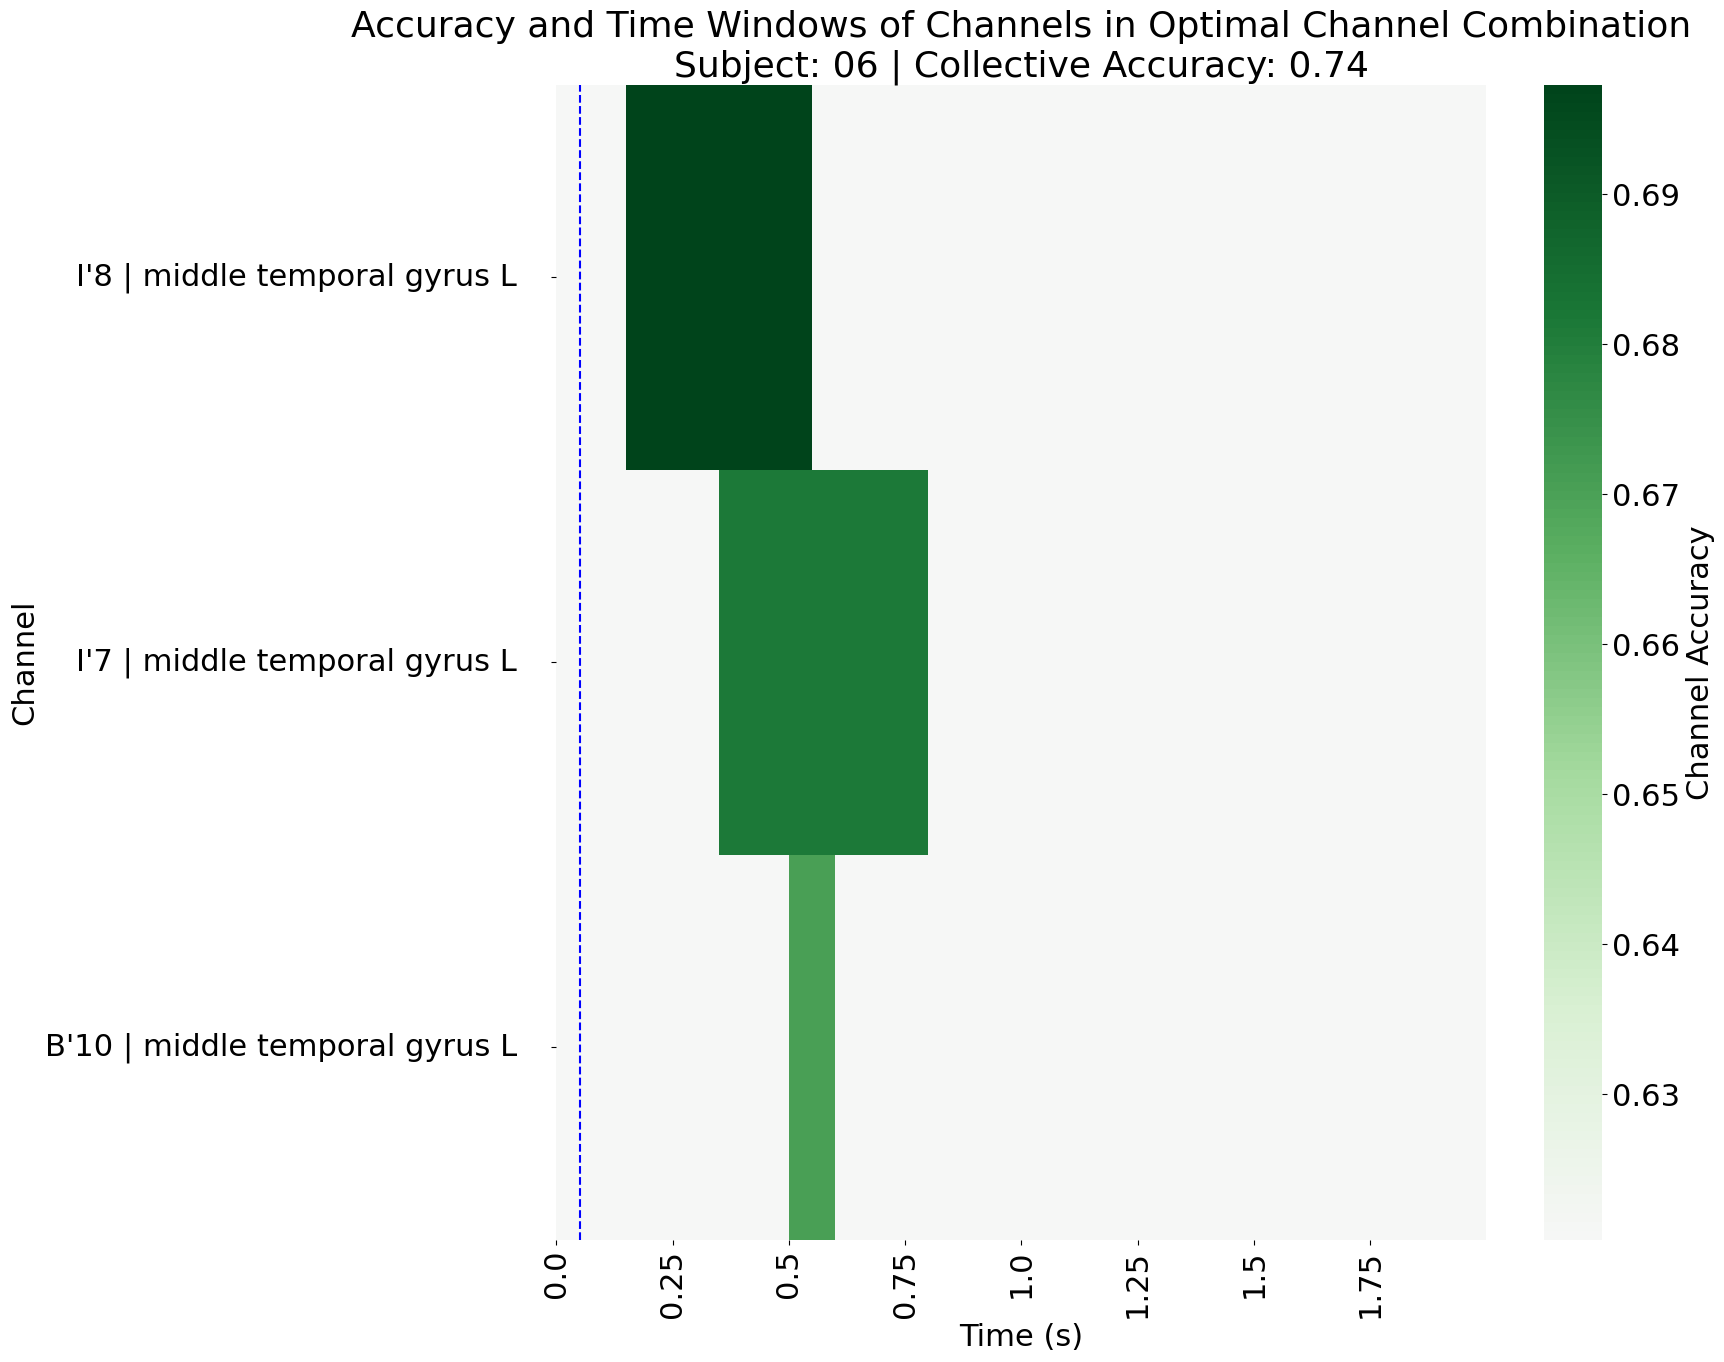 Accuracy and Time Windows of Channels in Optimal Channel Combination
Subject: 06 | Collective Accuracy: 0.74
Channel
I'8 | middle temporal gyrus L
I'7 | middle temporal gyrus L
B'10 | middle temporal gyrus L
0.0
0.25
0.5
0.75
1.0
1.25
1.5
1.75
Time (s)
0.69
0.68
0.67
0.66
0.65
0.64
0.63
Channel Accuracy